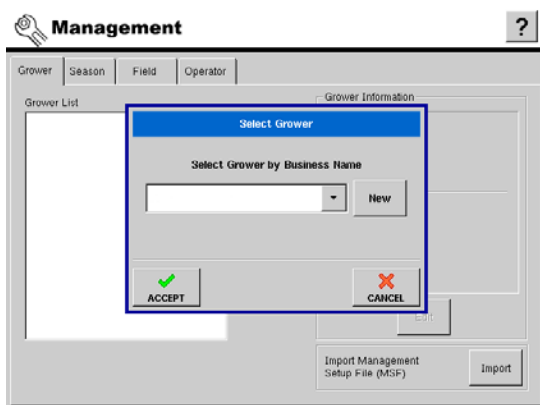 Management
?
Grower Season Field Operator
Grower List
Grower Information
Select Grower
Select Grower by Business Name
New
ACCEPT
CANCEL
Edit
Import Management
Setup File (MSF)
Import